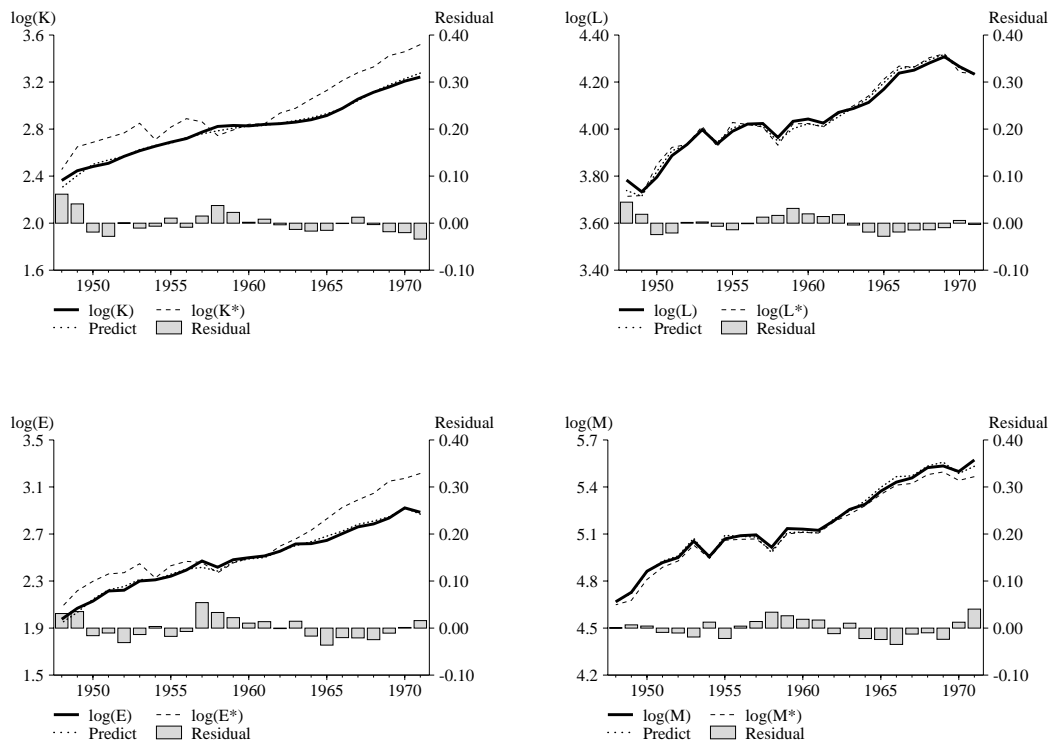 log(K) Residual
3.6 0.40
3.2 0.30
2.8 0.20
2.4 0.10
2.0 0.00
1.6 -0.10
1950 1955 1960 1965 1970
log(K) log(K*)
Predict Residual
log(L) Residual
4.40 0.40
4.20 0.30
4.00 0.20
3.80 0.10
3.60 0.00
3.40 -0.10
1950 1955 1960 1965 1970
log(L) log(L*)
Predict Residual
log(E) Residual
3.5 0.40
3.1 0.30
2.7 0.20
2.3 0.10
1.9 0.00
1.5 -0.10
1950 1955 1960 1965 1970
log(E) log(E*)
Predict Residual
log(M) Residual
5.7 0.40
5.4 0.30
5.1 0.20
4.8 0.10
4.5 0.00
4.2 -0.10
1950 1955 1960 1965 1970
log(M) log(M*)
Predict Residual